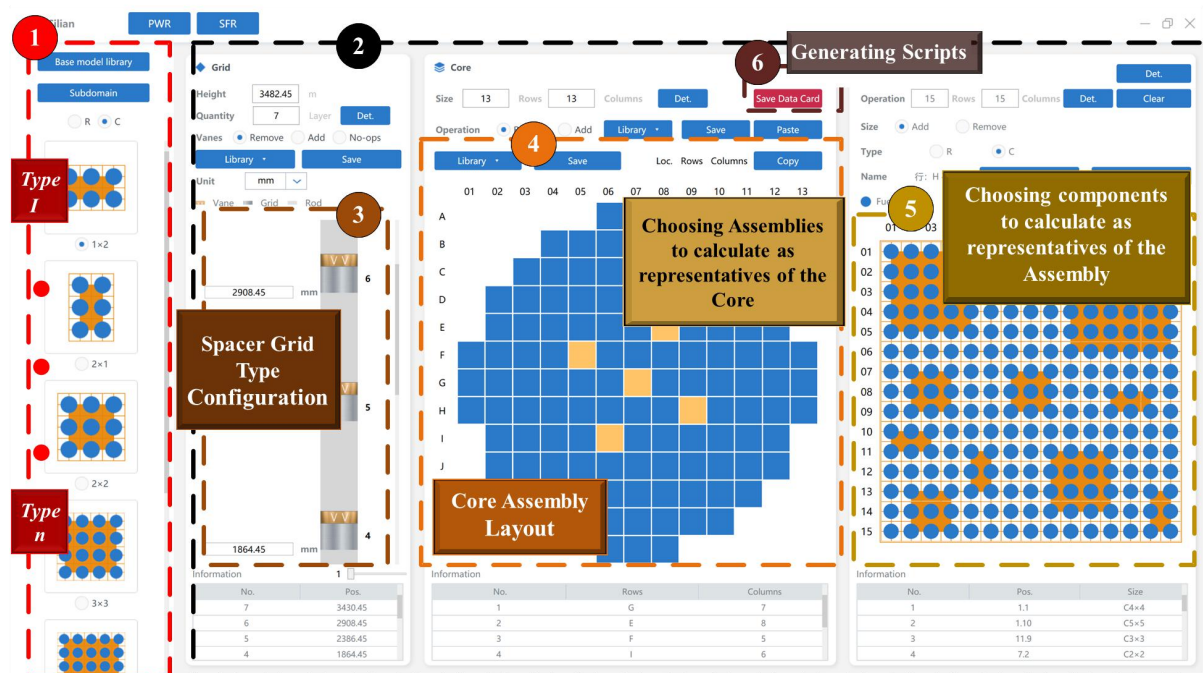 filian
PWR
SFR
1
Base model library
Subdomain
R
C
Type
I
1×2
2×1
2×2
Type
n
3×3
2
Grid
Height
3482.45
m
Quantity
7
Layer
Det.
Vanes
Remove
Add
No-ops
Library
Save
Unit
mm
Vane
Grid
Rod
3
6
2908.45
mm
Spacer Grid
Type
Configuration
5
4
1864.45
mm
Information
1
No.
Pos.
7
3430.45
6
2908.45
5
2386.45
4
1864.45
Core
6
Generating Scripts
Size
13
Rows
13
Columns
Det.
Save Data Card
Operation
Add
Library
Save
Paste
4
Library
Save
Loc. Rows Columns
Copy
01 02 03 04 05 06 07 08 09 10 11 12 13
A
B
C
D
E
F
G
H
I
J
Choosing Assemblies
to calculate as
representatives of the
Core
Core Assembly
Layout
Information
No.
Rows
Columns
1
G
7
2
E
8
3
F
5
4
I
6
Det.
Operation
15
Rows
15
Columns
Det.
Clear
Size
Add
Remove
Type
R
C
Name
行: H
Choosing components
to calculate as
representatives of the
Assembly
5
01
03
01
02
03
04
05
06
07
08
09
10
11
12
13
14
15
Information
No.
Pos.
Size
1
1.1
C4×4
2
1.10
C5×5
3
11.9
C3×3
4
7.2
C2×2